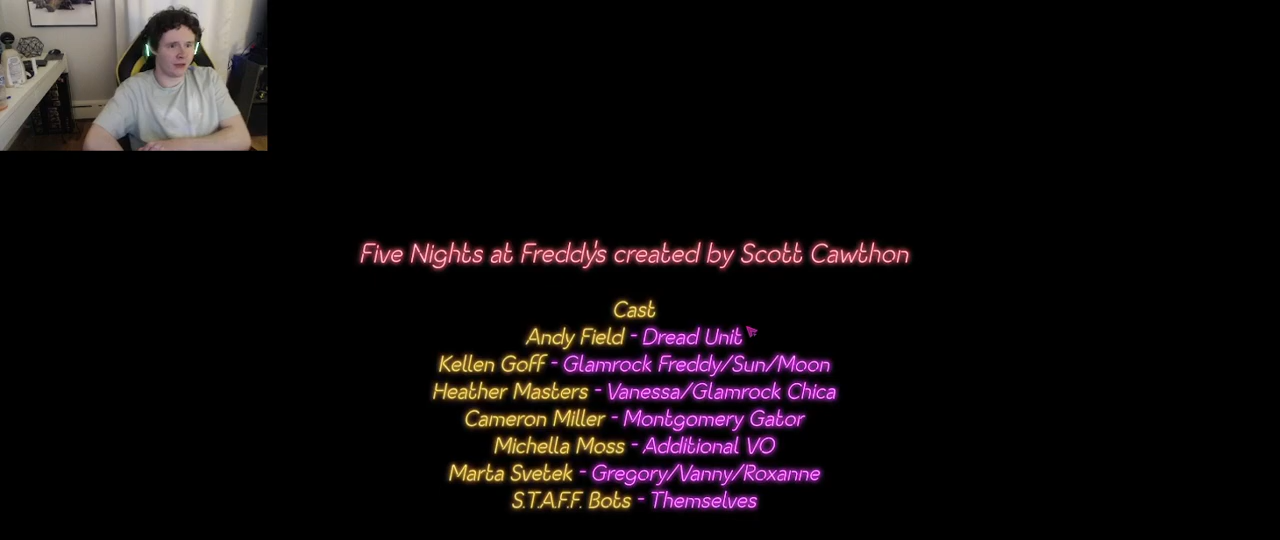 Five Nights at Freddy's created by Scott Cawthon
Cast
Andy Field - Dread Unit
Kellen Goff - Glamrock Freddy/Sun/Moon
Heather Masters - Vanessa/Glamrock Chica
Cameron Miller - Montgomery Gator
Michella Moss - Additional VO
Marta Svetek - Gregory/Vanny/Roxanne
S.T.A.F.F. Bots - Themselves